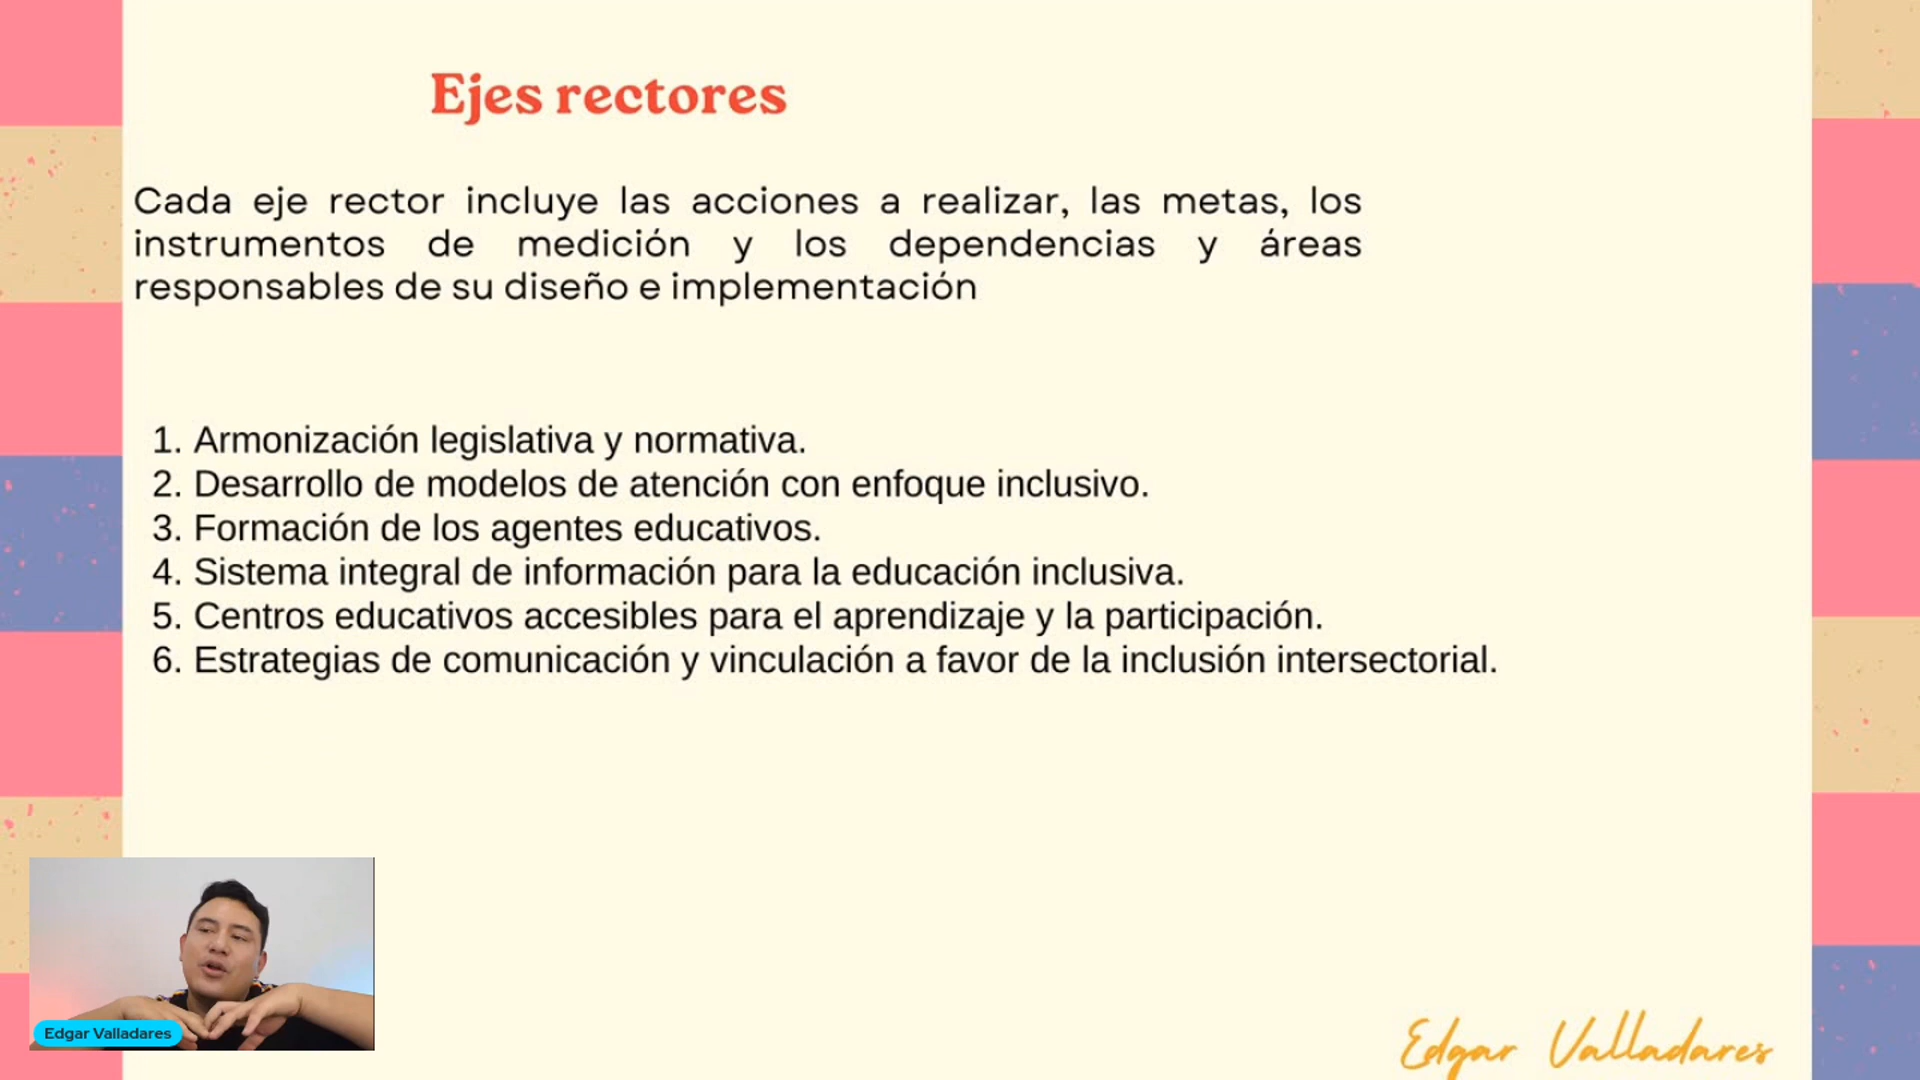 Ejes rectores
Cada eje rector incluye las acciones a realizar, las metas, los
instrumentos de medición y los dependencias y áreas
responsables de su diseño e implementación
1. Armonización legislativa y normativa.
2. Desarrollo de modelos de atención con enfoque inclusivo.
3. Formación de los agentes educativos.
4. Sistema integral de información para la educación inclusiva.
5. Centros educativos accesibles para el aprendizaje y la participación.
6. Estrategias de comunicación y vinculación a favor de la inclusión intersectorial.
Edgar Valladares
Edgar Valladares